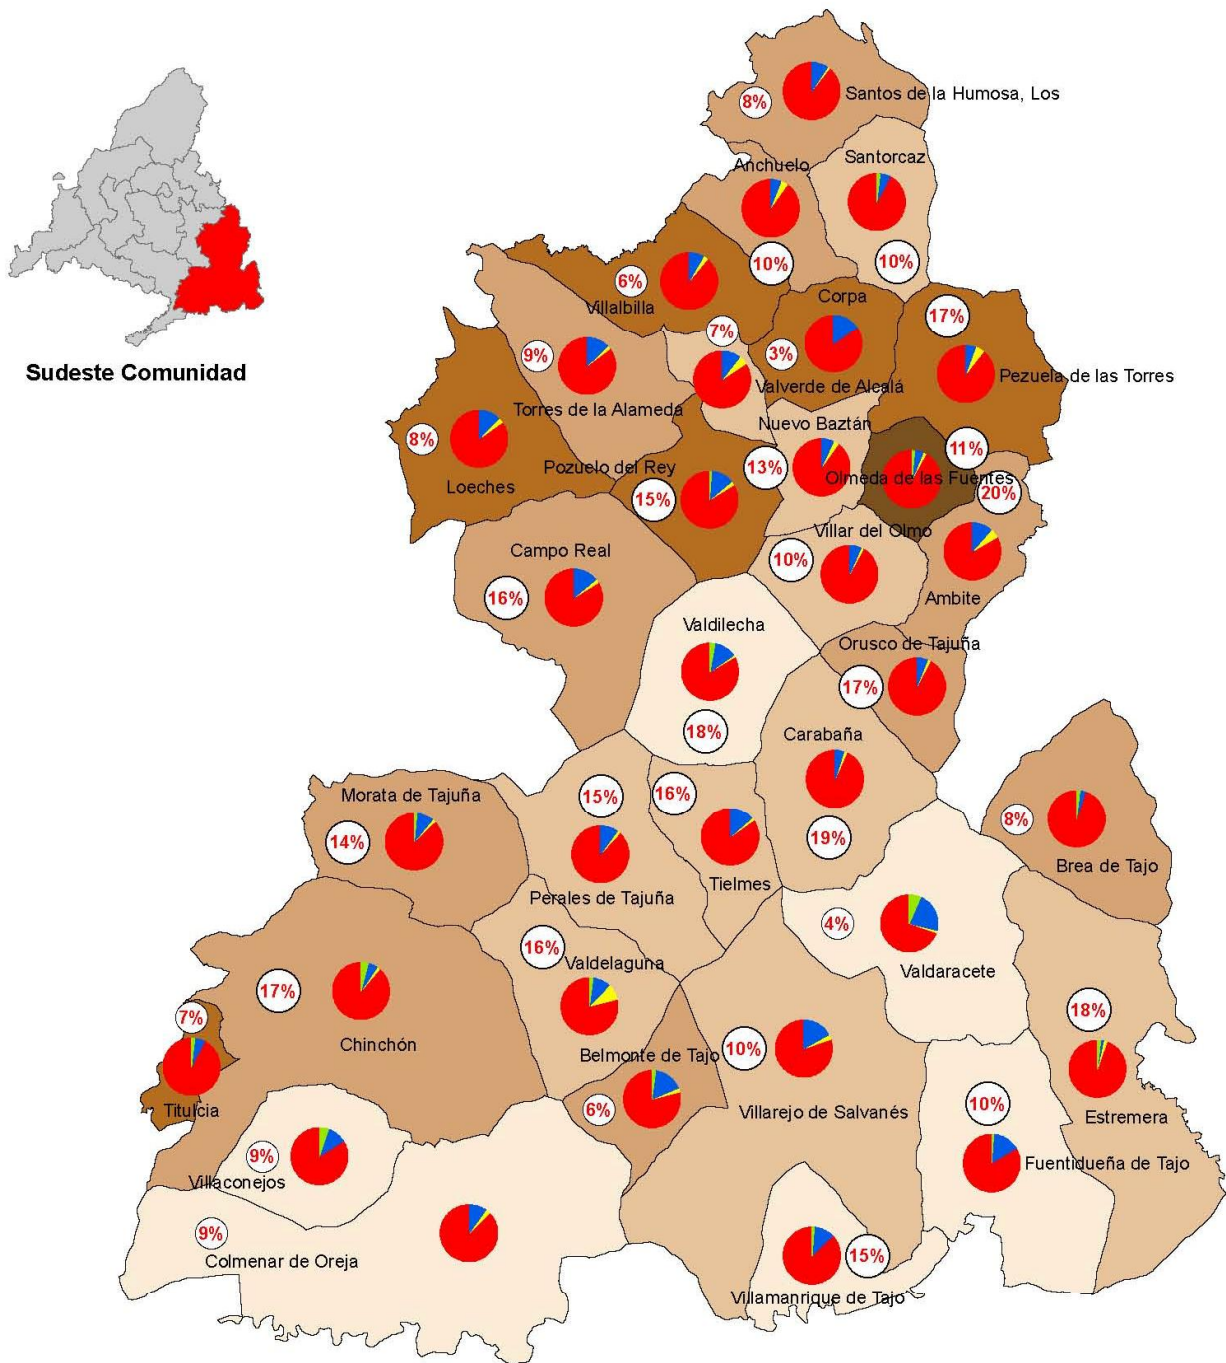 Santos de la Humosa, Los
8%
Anchuelo
Santorcaz
10%
10%
6%
Villalbilla
Corpa
17%
7%
9%
3%
Pezuela de las Torres
Valverde de Alcalá
Torres de la Alameda
Sudeste Comunidad
8%
Nuevo Baztán
11%
Loeches
Pozuelo del Rey
13%
Olmeda de las Fuentes
15%
20%
Villar del Olmo
Campo Real
10%
16%
Ambite
Valdilecha
Orusco de Tajuña
17%
18%
Carabaña
Morata de Tajuña
15%
16%
14%
8%
19%
Brea de Tajo
Tielmes
Perales de Tajuña
4%
16%
Valdelaguna
Valdaracete
17%
7%
18%
Chinchón
Belmonte de Tajo
10%
Titulcia
6%
Villarejo de Salvanés
10%
Estremera
9%
Fuentidueña de Tajo
Villaconejos
9%
Colmenar de Oreja
15%
Villamanrique de Tajo